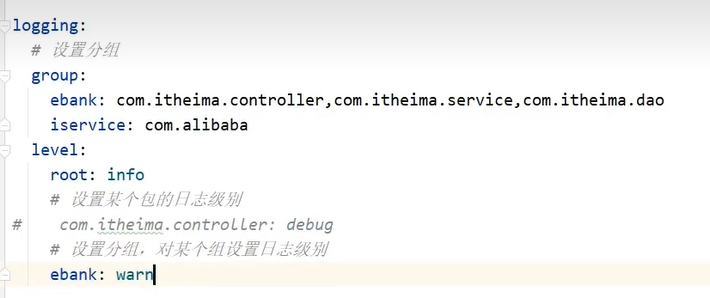 logging:
  # 设置分组
  group:
    ebank: com.itheima.controller,com.itheima.service,com.itheima.dao
    iservice: com.alibaba
  level:
    root: info
    # 设置某个包的日志级别
#    com.itheima.controller: debug
    # 设置分组，对某个组设置日志级别
    ebank: warn